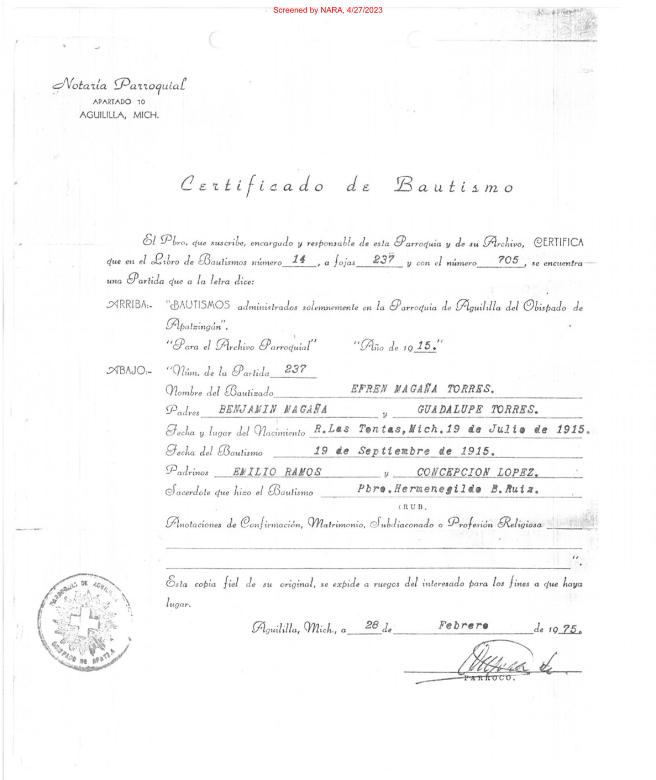 Screened by NARA, 4/27/2023
Notaría Parroquial
APARTADO 10
AGUILILLA, MICH.
Certificado de Bautismo
El Pbro. que suscribe, encargado y responsable de esta Parroquia y de su Archivo, CERTIFICA
que en el Libro de Bautismos número 14, a fojas 237 y con el número 705, se encuentra
una Partida que a la letra dice:
ARRIBA:- "BAUTISMOS administrados solemnemente en la Parroquia de Aguililla del Obispado de
Apatzingán".
"Para el Archivo Parroquial" "Año de 1915."
ABAJO:- "Núm. de la Partida 237
Nombre del Bautizado EFREN MAGAÑA TORRES.
Padres BENJAMIN MAGAÑA y GUADALUPE TORRES.
Fecha y lugar del Nacimiento R.Las Tontas,Mich.19 de Julio de 1915.
Fecha del Bautismo 19 de Septiembre de 1915.
Padrinos EMILIO RAMOS y CONCEPCION LOPEZ.
Sacerdote que hizo el Bautismo Pbro.Hermenegildo B.Ruiz.
(RUB.
Anotaciones de Confirmación, Matrimonio, Subdiaconado o Profesión Religiosa
".
Esta copia fiel de su original, se expide a ruegos del interesado para los fines a que haya
lugar.
Aguililla, Mich., a 28 de Febrero de 1975.
PARROCO.